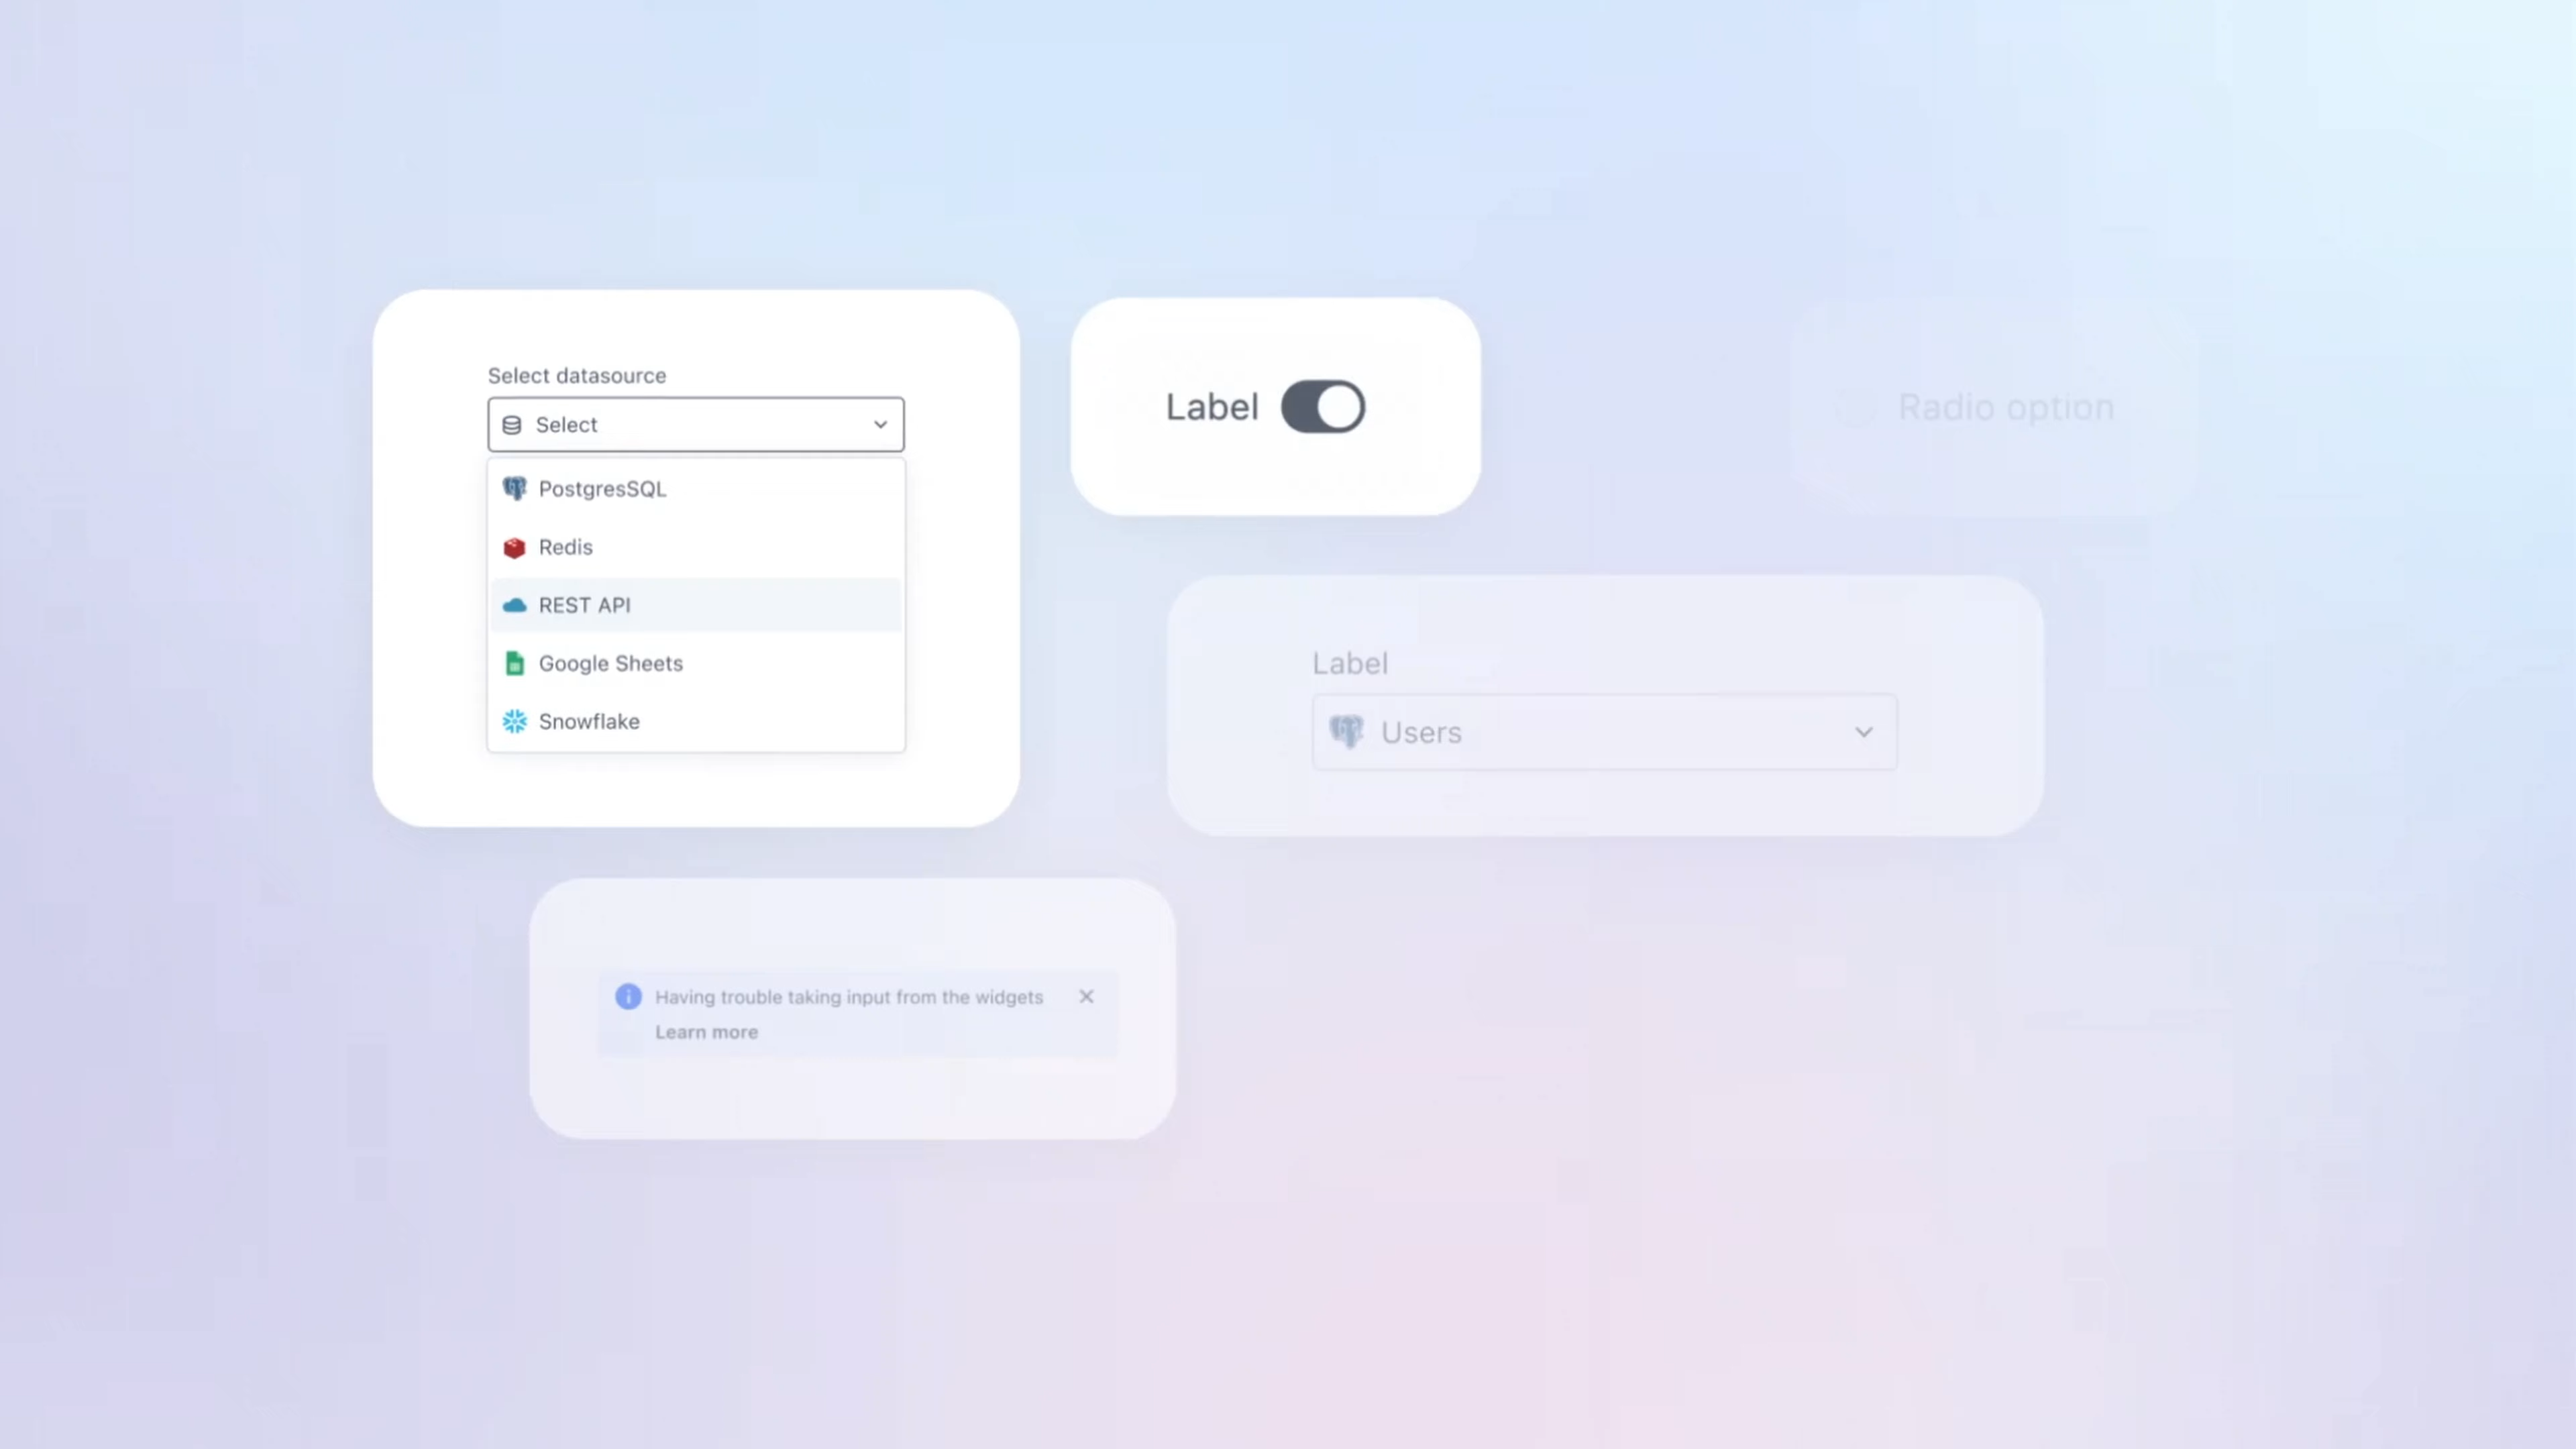 Select datasource
Select
PostgresSQL
Redis
REST API
Google Sheets
Snowflake
Label
Radio option
Label
Users
Having trouble taking input from the widgets
Learn more